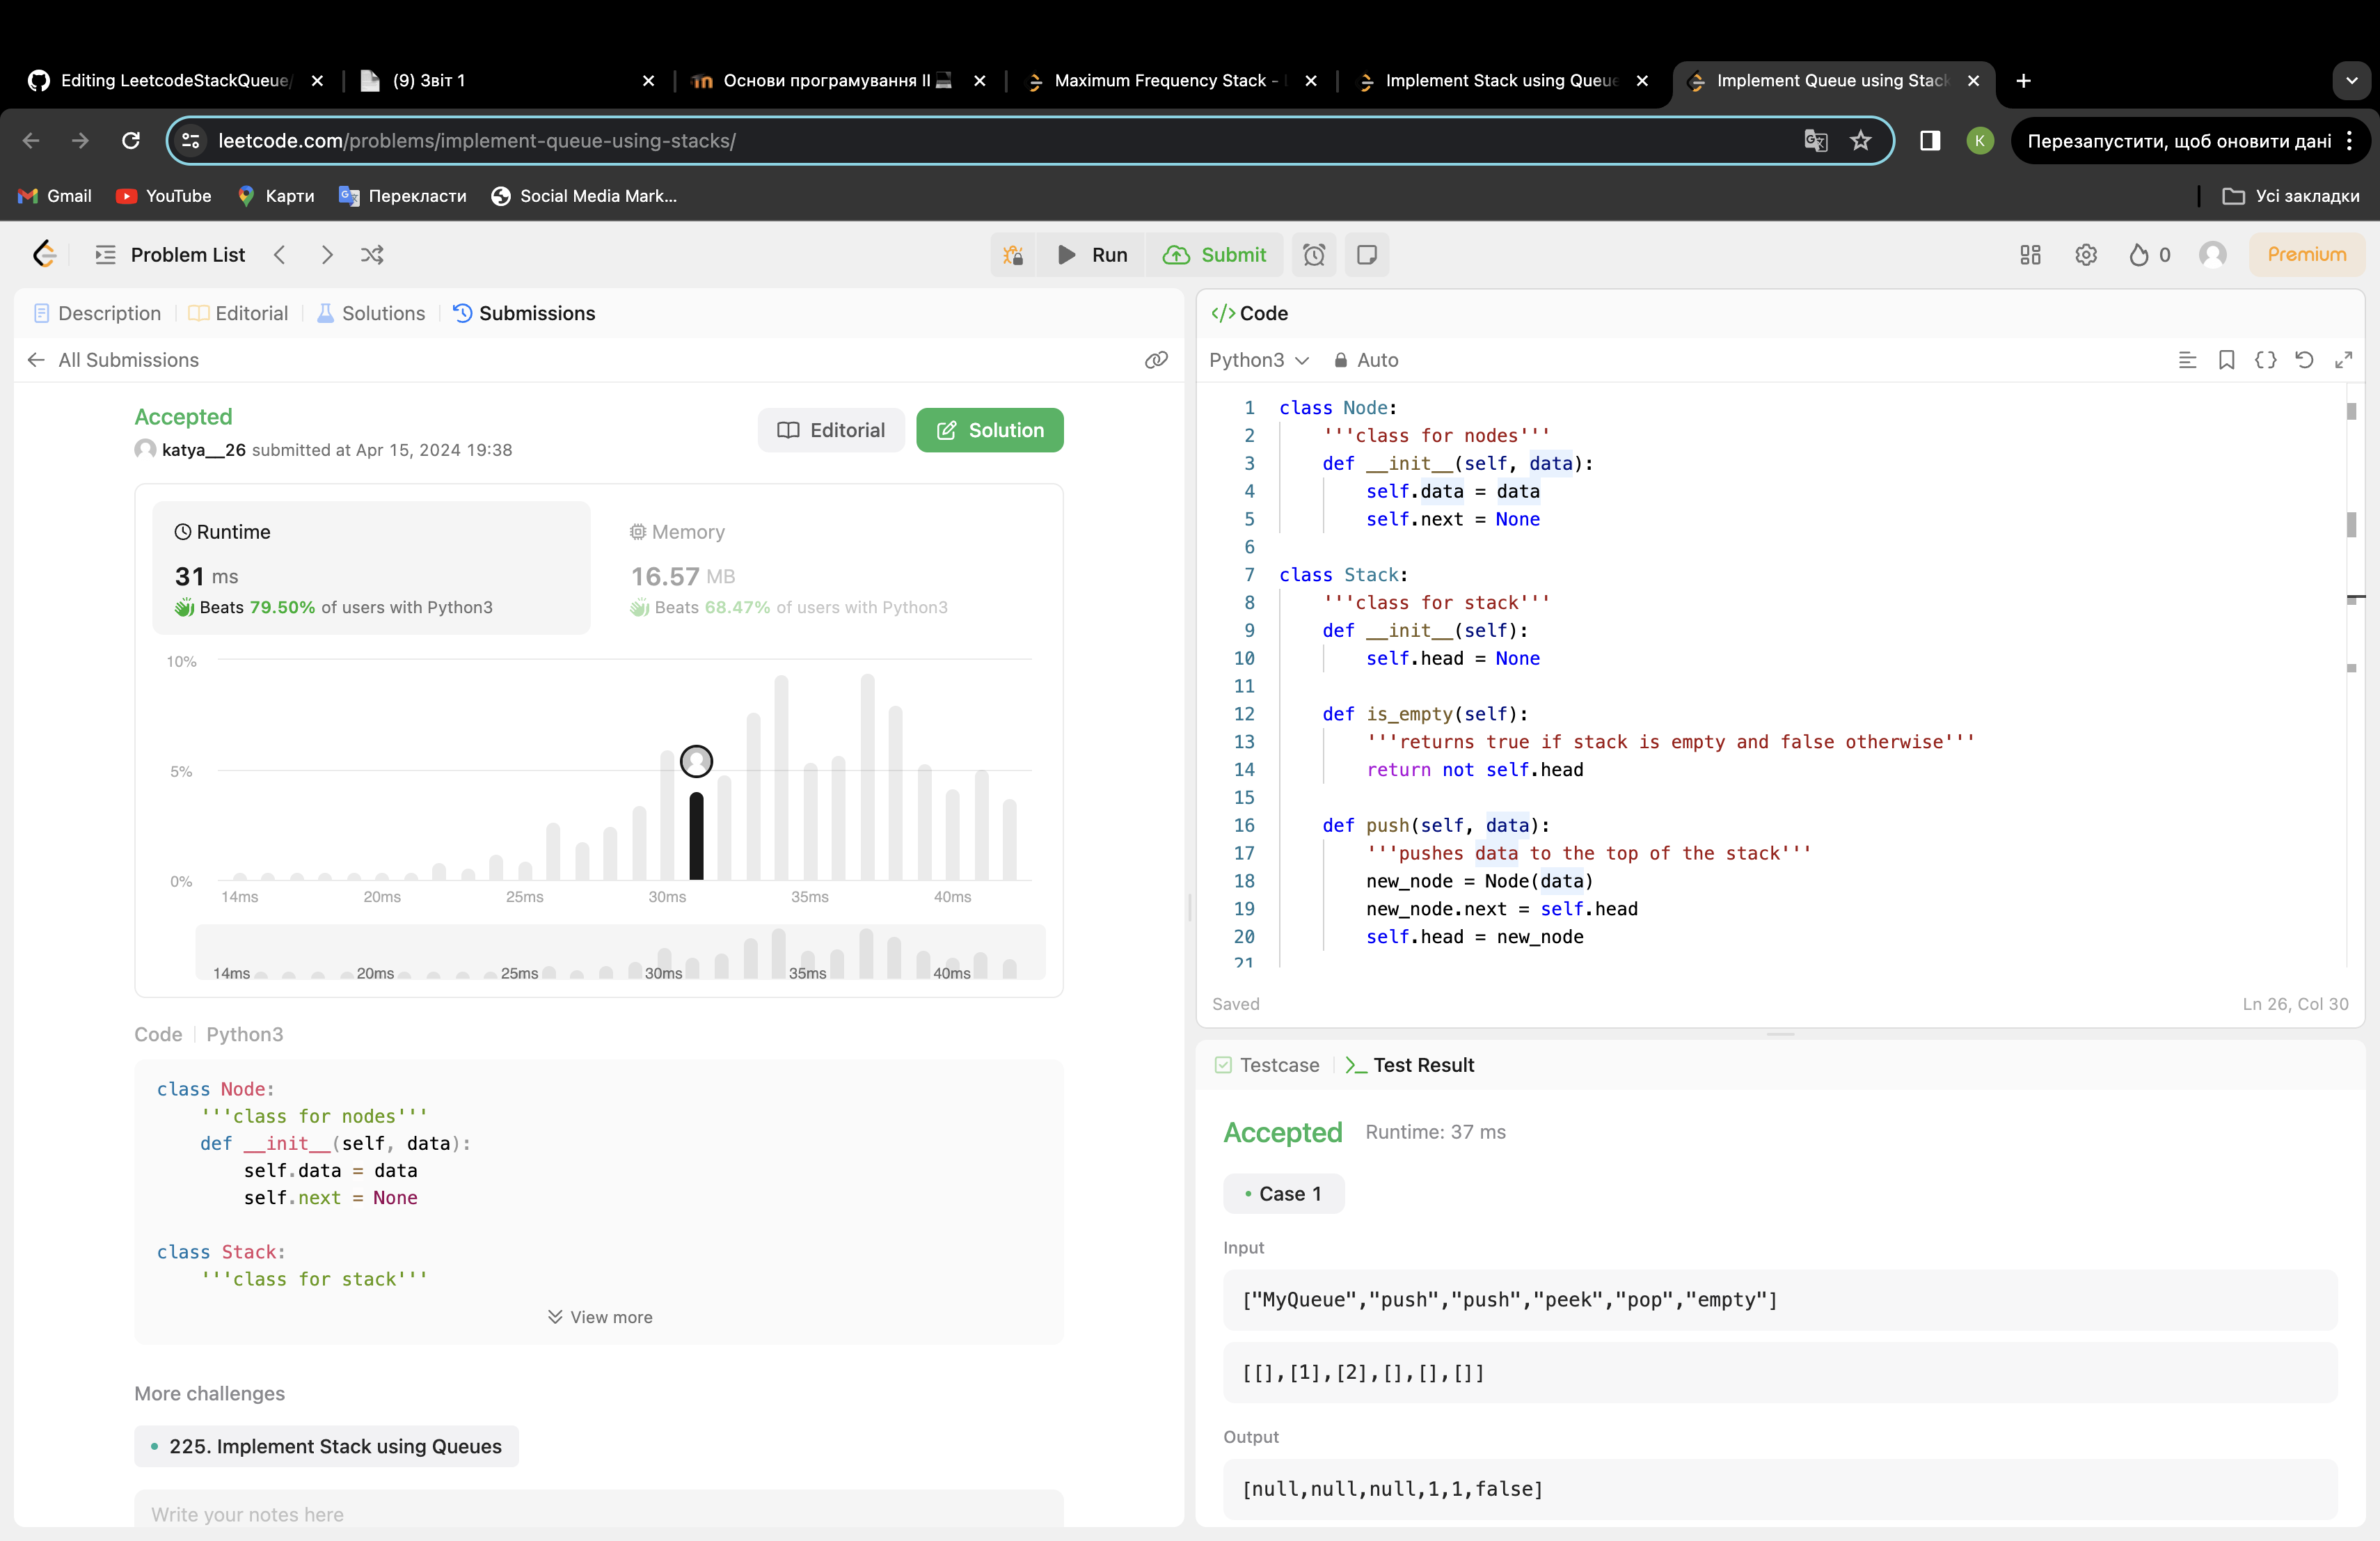 Editing LeetcodeStackQueue/
(9) Звіт 1
Основи програмування II
Maximum Frequency Stack -
Implement Stack using Queue
Implement Queue using Stack
leetcode.com/problems/implement-queue-using-stacks/
K
Перезапустити, щоб оновити дані
Gmail
YouTube
Карти
Перекласти
Social Media Mark...
Усі закладки
Problem List
Run
Submit
0
Premium
Description
Editorial
Solutions
Submissions
All Submissions
Accepted
katya__26 submitted at Apr 15, 2024 19:38
Editorial
Solution
Runtime
31 ms
Beats 79.50% of users with Python3
Memory
16.57 MB
Beats 68.47% of users with Python3
10%
5%
0%
14ms 20ms 25ms 30ms 35ms 40ms
14ms 20ms 25ms 30ms 35ms 40ms
Code | Python3
class Node:
    '''class for nodes'''
    def __init__(self, data):
        self.data = data
        self.next = None

class Stack:
    '''class for stack'''
View more
More challenges
225. Implement Stack using Queues
Write your notes here
</> Code
Python3
Auto
1 class Node:
2     '''class for nodes'''
3     def __init__(self, data):
4         self.data = data
5         self.next = None
6
7 class Stack:
8     '''class for stack'''
9     def __init__(self):
10         self.head = None
11
12     def is_empty(self):
13         '''returns true if stack is empty and false otherwise'''
14         return not self.head
15
16     def push(self, data):
17         '''pushes data to the top of the stack'''
18         new_node = Node(data)
19         new_node.next = self.head
20         self.head = new_node
21
Saved
Ln 26, Col 30
Testcase
Test Result
Accepted
Runtime: 37 ms
Case 1
Input
["MyQueue","push","push","peek","pop","empty"]
[[],[1],[2],[],[],[]]
Output
[null,null,null,1,1,false]